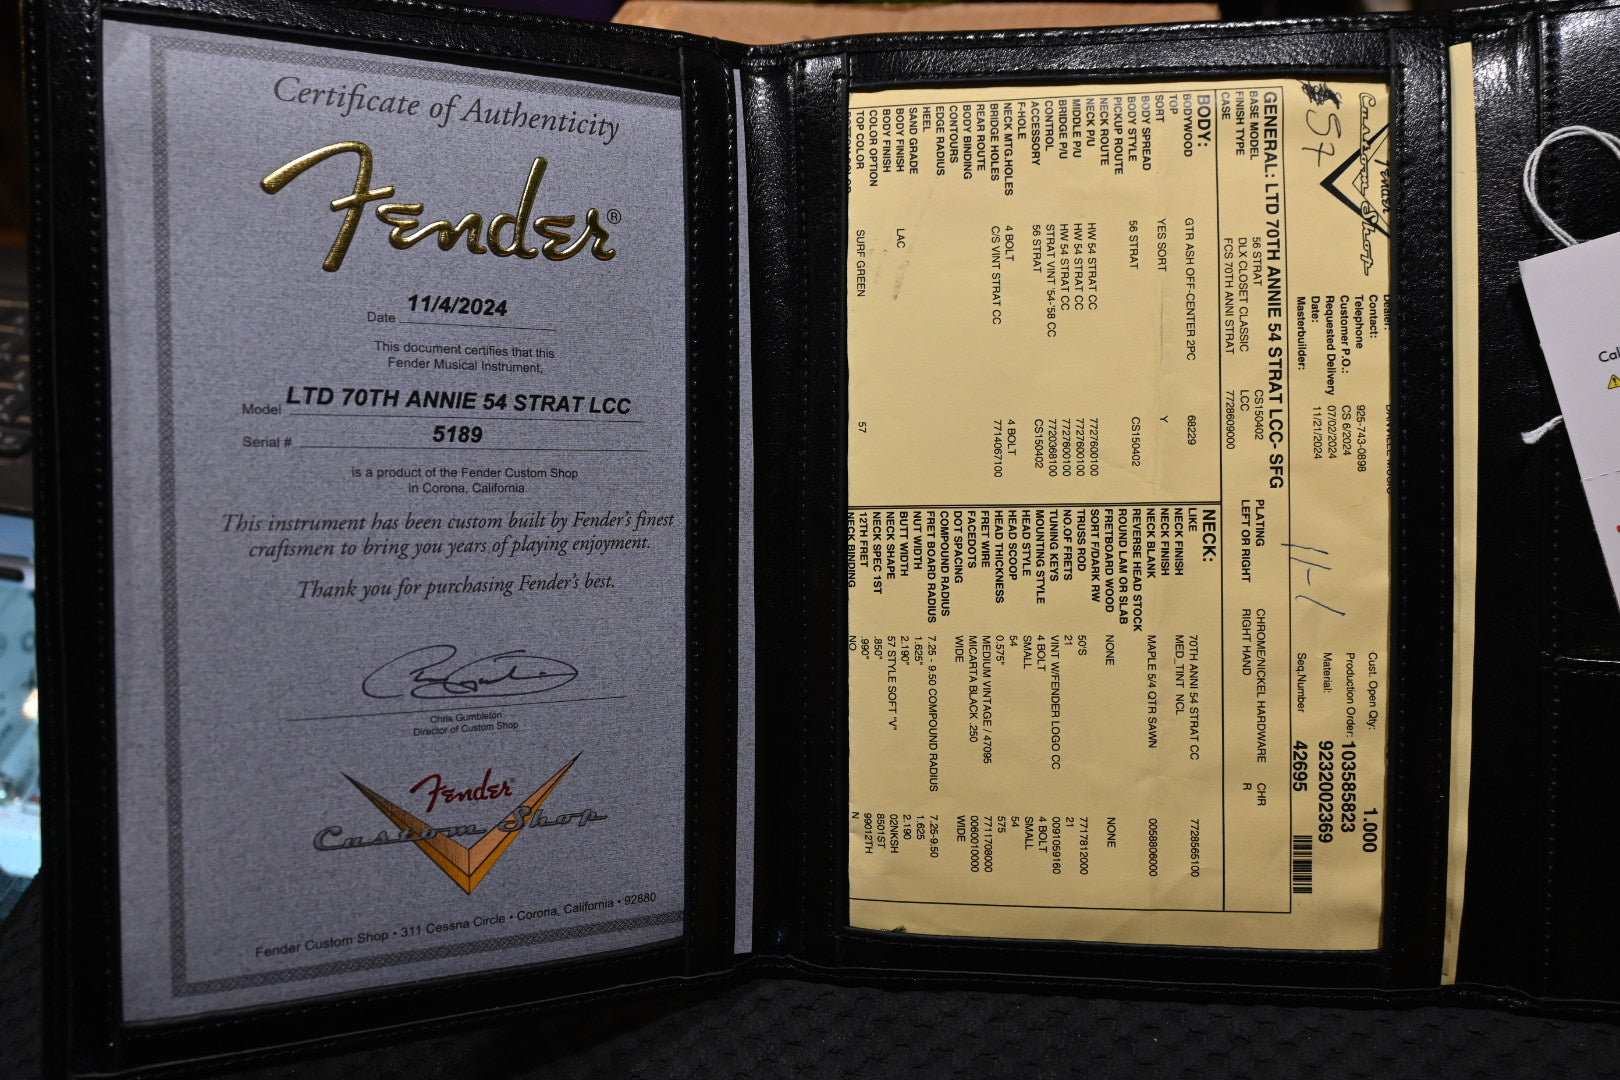 Certificate of Authenticity
Fender®
Date 11/4/2024
This document certifies that this
Fender Musical Instrument,
Model LTD 70TH ANNIE 54 STRAT LCC
Serial # 5189
is a product of the Fender Custom Shop
in Corona, California.
This instrument has been custom built by Fender's finest
craftsmen to bring you years of playing enjoyment.
Thank you for purchasing Fender's best.
Chris Gumbleton
Director of Custom Shop
Fender®
Custom Shop
Fender Custom Shop • 311 Cessna Circle • Corona, California • 92880
Fender
Custom Shop
Dealer:
Contact:
Telephone 925-743-0898
Customer P.O.: CS 6/2024
Requested Delivery 07/02/2024
Date: 11/21/2024
Masterbuilder:
Cust. Open Qty: 1.000
Production Order: 103585823
Material: 9232002369
Seq.Number 42695
GENERAL: LTD 70TH ANNIE 54 STRAT LCC- SFG
BASE MODEL 56 STRAT CS150402
FINISH TYPE DLX CLOSET CLASSIC LCC
CASE FCS 70TH ANNI STRAT 7728609000
PLATING CHROME/NICKEL HARDWARE CHR
LEFT OR RIGHT RIGHT HAND R
BODY:
BODYWOOD GTR ASH OFF-CENTER 2PC 68229
TOP
SORT YES SORT Y
BODY SPREAD
BODY STYLE 56 STRAT CS150402
PICKUP ROUTE
NECK ROUTE
NECK P/U HW 54 STRAT CC 7727600100
MIDDLE P/U HW 54 STRAT CC 7727600100
BRIDGE P/U HW 54 STRAT CC 7727600100
CONTROL STRAT VINT '54-'58 CC 7720368100
ACCESSORY 56 STRAT CS150402
F-HOLE
NECK MTG.HOLES 4 BOLT 4 BOLT
BRIDGE HOLES C/S VINT STRAT CC 7714067100
REAR ROUTE
BODY BINDING
CONTOURS
EDGE RADIUS
HEEL
SAND GRADE
BODY FINISH LAC
BODY FINISH
COLOR OPTION
TOP COLOR SURF GREEN 57
NECK:
LIKE 70TH ANNI 54 STRAT CC 7728565100
NECK FINISH MED_TINT NCL
NECK FINISH
NECK BLANK MAPLE 5/4 QTR SAWN 0058806000
REVERSE HEAD STOCK
ROUND LAM OR SLAB
FRETBOARD WOOD NONE NONE
SORT F/DARK RW
TRUSS ROD 50'S 7717812000
NO.OF FRETS 21 21
TUNING KEYS VINT W/FENDER LOGO CC 0091059160
MOUNTING STYLE 4 BOLT 4 BOLT
HEAD STYLE SMALL SMALL
HEAD SCOOP 54 54
HEAD THICKNESS 0.575" 575
FRET WIRE MEDIUM VINTAGE / 47095 7711708000
FACEDOTS MICARTA BLACK .250 0060010000
DOT SPACING WIDE WIDE
COMPOUND RADIUS
FRET BOARD RADIUS 7.25 - 9.50 COMPOUND RADIUS 7.25-9.50
NUT WIDTH 1.625" 1.625
BUTT WIDTH 2.190" 2.190
NECK SHAPE 57 STYLE SOFT "V" 02NKSH
NECK SPEC 1ST .850" 8501ST
12TH FRET .990" 99012TH
NECK BINDING NO N